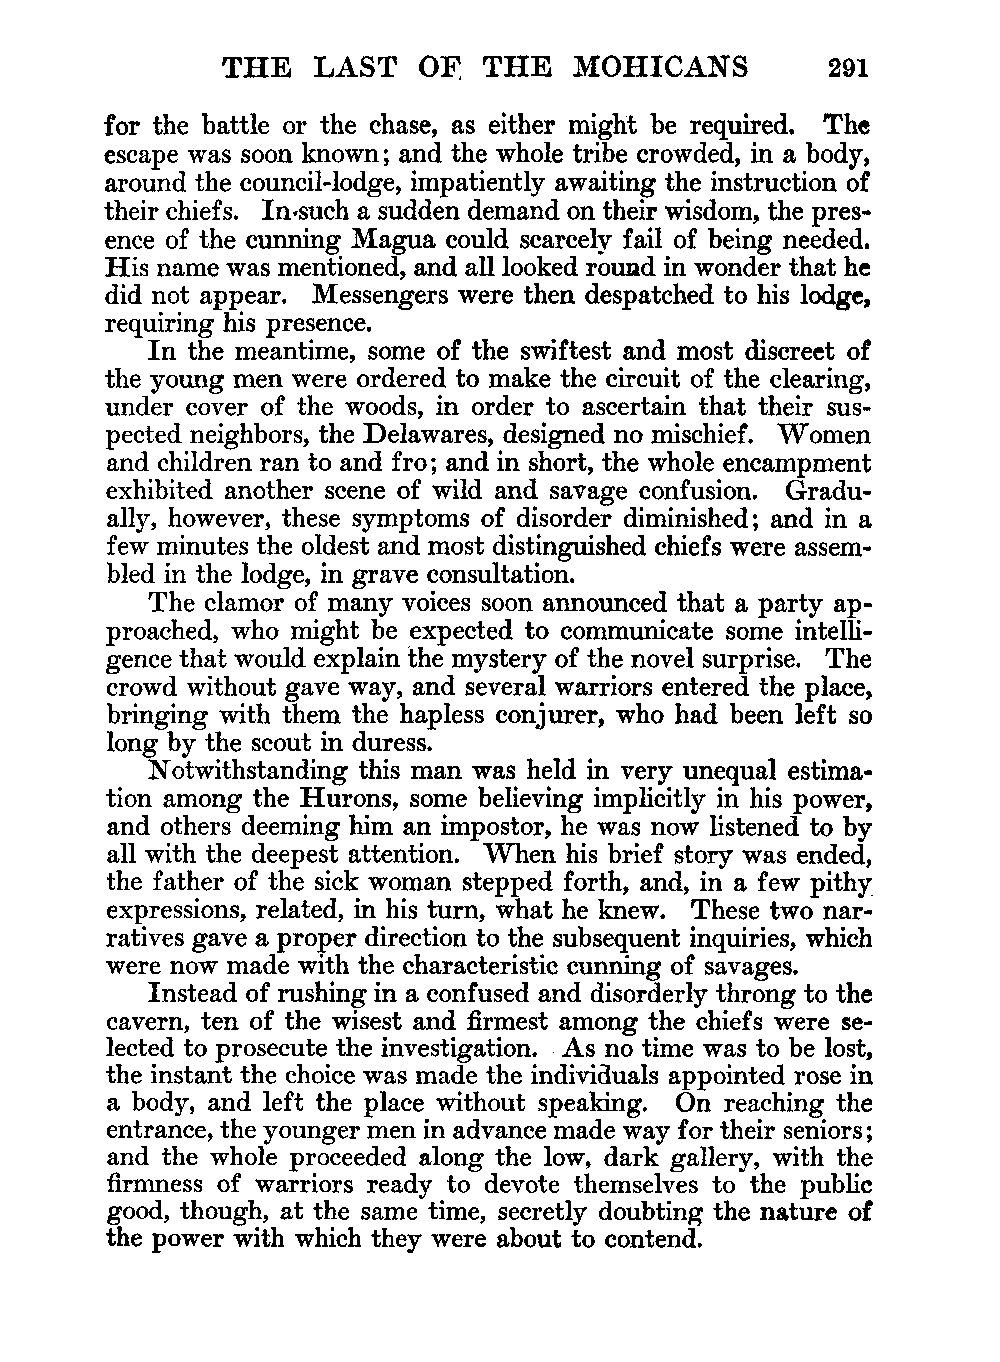 THE LAST OF THE MOHICANS 291
for the battle or the chase, as either might be required. The
escape was soon known; and the whole tribe crowded, in a body,
around the council-lodge, impatiently awaiting the instruction of
their chiefs. In such a sudden demand on their wisdom, the pres-
ence of the cunning Magua could scarcely fail of being needed.
His name was mentioned, and all looked round in wonder that he
did not appear. Messengers were then despatched to his lodge,
requiring his presence.
In the meantime, some of the swiftest and most discreet of
the young men were ordered to make the circuit of the clearing,
under cover of the woods, in order to ascertain that their sus-
pected neighbors, the Delawares, designed no mischief. Women
and children ran to and fro; and in short, the whole encampment
exhibited another scene of wild and savage confusion. Gradu-
ally, however, these symptoms of disorder diminished; and in a
few minutes the oldest and most distinguished chiefs were assem-
bled in the lodge, in grave consultation.
The clamor of many voices soon announced that a party ap-
proached, who might be expected to communicate some intelli-
gence that would explain the mystery of the novel surprise. The
crowd without gave way, and several warriors entered the place,
bringing with them the hapless conjurer, who had been left so
long by the scout in duress.
Notwithstanding this man was held in very unequal estima-
tion among the Hurons, some believing implicitly in his power,
and others deeming him an impostor, he was now listened to by
all with the deepest attention. When his brief story was ended,
the father of the sick woman stepped forth, and, in a few pithy
expressions, related, in his turn, what he knew. These two nar-
ratives gave a proper direction to the subsequent inquiries, which
were now made with the characteristic cunning of savages.
Instead of rushing in a confused and disorderly throng to the
cavern, ten of the wisest and firmest among the chiefs were se-
lected to prosecute the investigation. As no time was to be lost,
the instant the choice was made the individuals appointed rose in
a body, and left the place without speaking. On reaching the
entrance, the younger men in advance made way for their seniors;
and the whole proceeded along the low, dark gallery, with the
firmness of warriors ready to devote themselves to the public
good, though, at the same time, secretly doubting the nature of
the power with which they were about to contend.